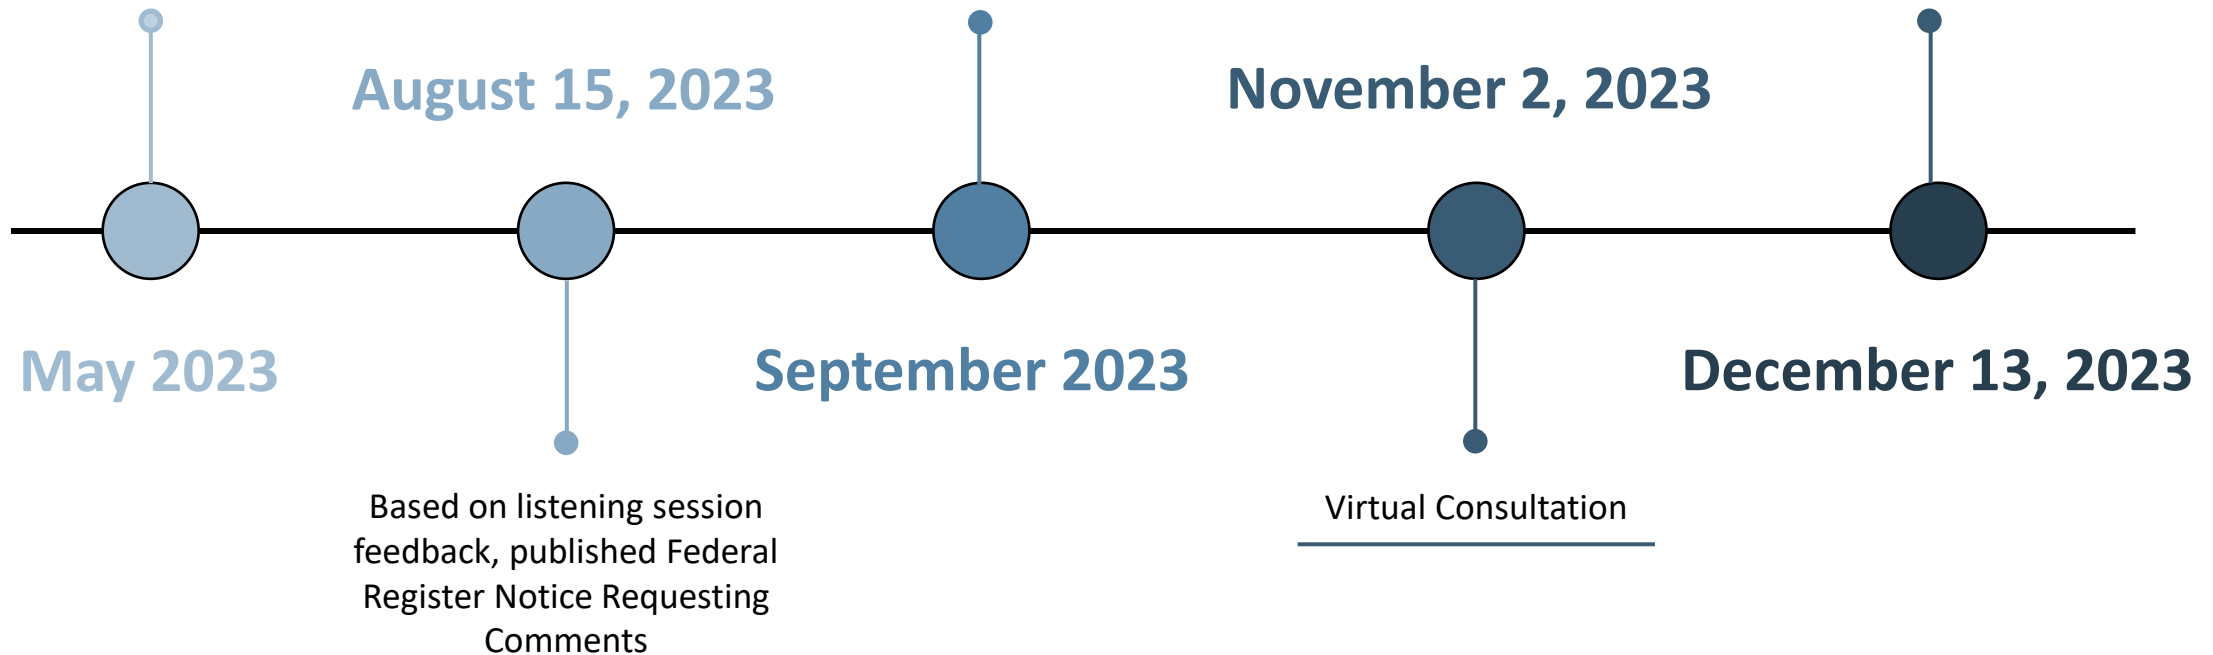 August 15, 2023
November 2, 2023
May 2023
September 2023
December 13, 2023
Based on listening session
feedback, published Federal
Register Notice Requesting
Comments
Virtual Consultation